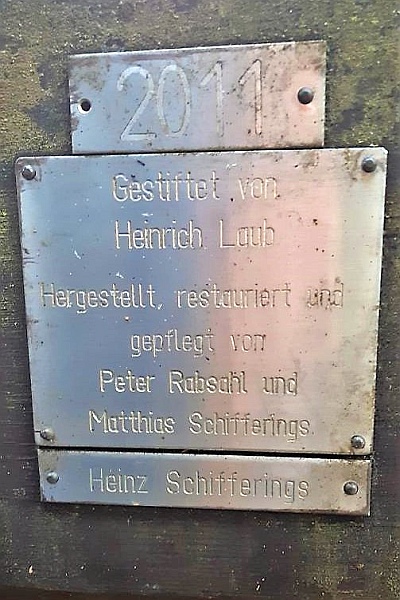 2011
Gestiftet von
Heinrich Laub
Hergestellt, restauriert und
gepflegt von
Peter Rabsahl und
Matthias Schifferings
Heinz Schifferings